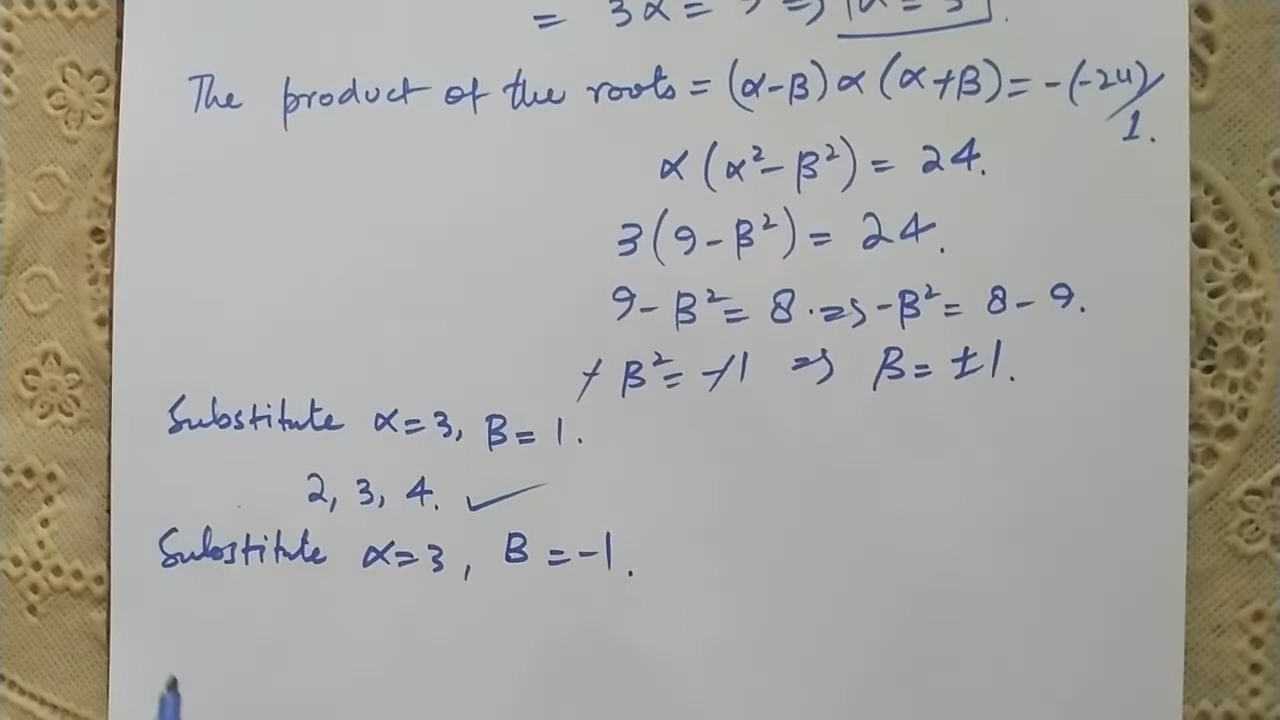 = 3α = 9 => α = 3.
The product of the roots = (α-β) α (α+β) = -(-24)/1.
α (α²-β²) = 24.
3(9-β²) = 24.
9-β² = 8. => -β² = 8-9.
-β² = -1 => β = ±1.
Substitute α=3, β=1.
2, 3, 4. ✓
Substitute α=3, β=-1.